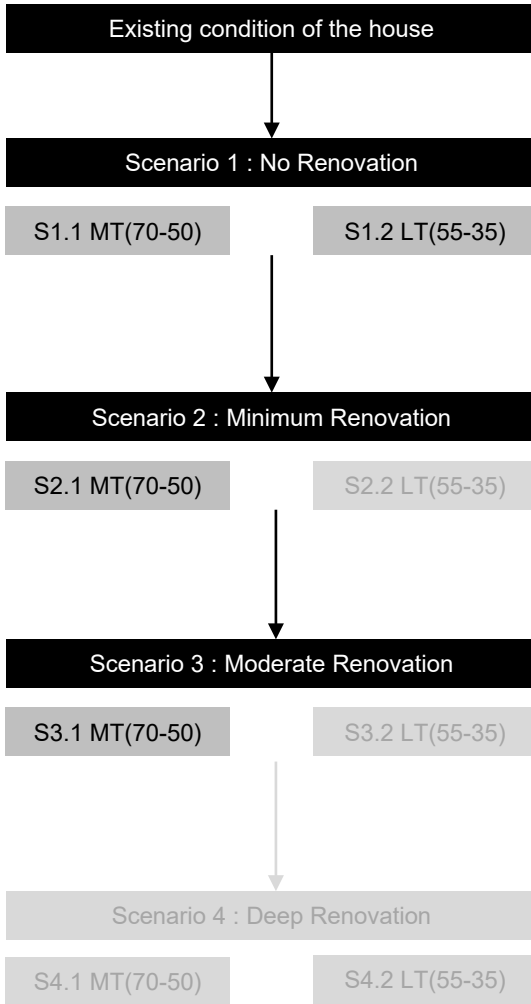 Existing condition of the house
Scenario 1 : No Renovation
S1.1 MT(70-50)
S1.2 LT(55-35)
Scenario 2 : Minimum Renovation
S2.1 MT(70-50)
S2.2 LT(55-35)
Scenario 3 : Moderate Renovation
S3.1 MT(70-50)
S3.2 LT(55-35)
Scenario 4 : Deep Renovation
S4.1 MT(70-50)
S4.2 LT(55-35)